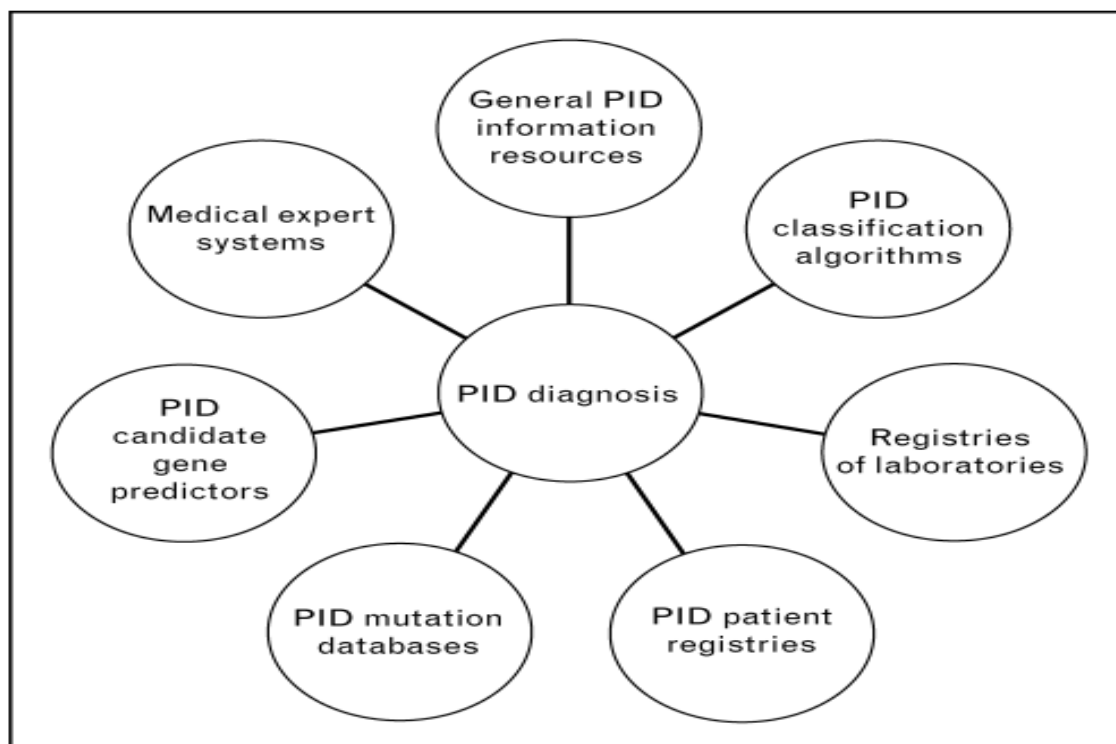 General PID
information
resources
Medical expert
systems
PID
classification
algorithms
PID diagnosis
PID
candidate
gene
predictors
Registries
of laboratories
PID mutation
databases
PID patient
registries